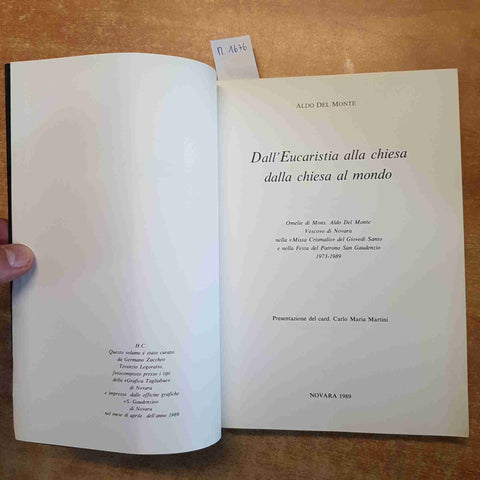 n 1676
H.C.
Questo volume è stato curato
da Germano Zaccheo
Terenzio Legoratto,
fotocomposto presso i tipi
della «Grafica Tagliabue»
di Novara
e impresso dalle officine grafiche
«S. Gaudenzio»
di Novara
nel mese di aprile dell'anno 1989
ALDO DEL MONTE
Dall'Eucaristia alla chiesa
dalla chiesa al mondo
Omelie di Mons. Aldo Del Monte
Vescovo di Novara
nella «Missa Crismalis» del Giovedì Santo
e nella Festa del Patrono San Gaudenzio
1973-1989
Presentazione del card. Carlo Maria Martini
NOVARA 1989